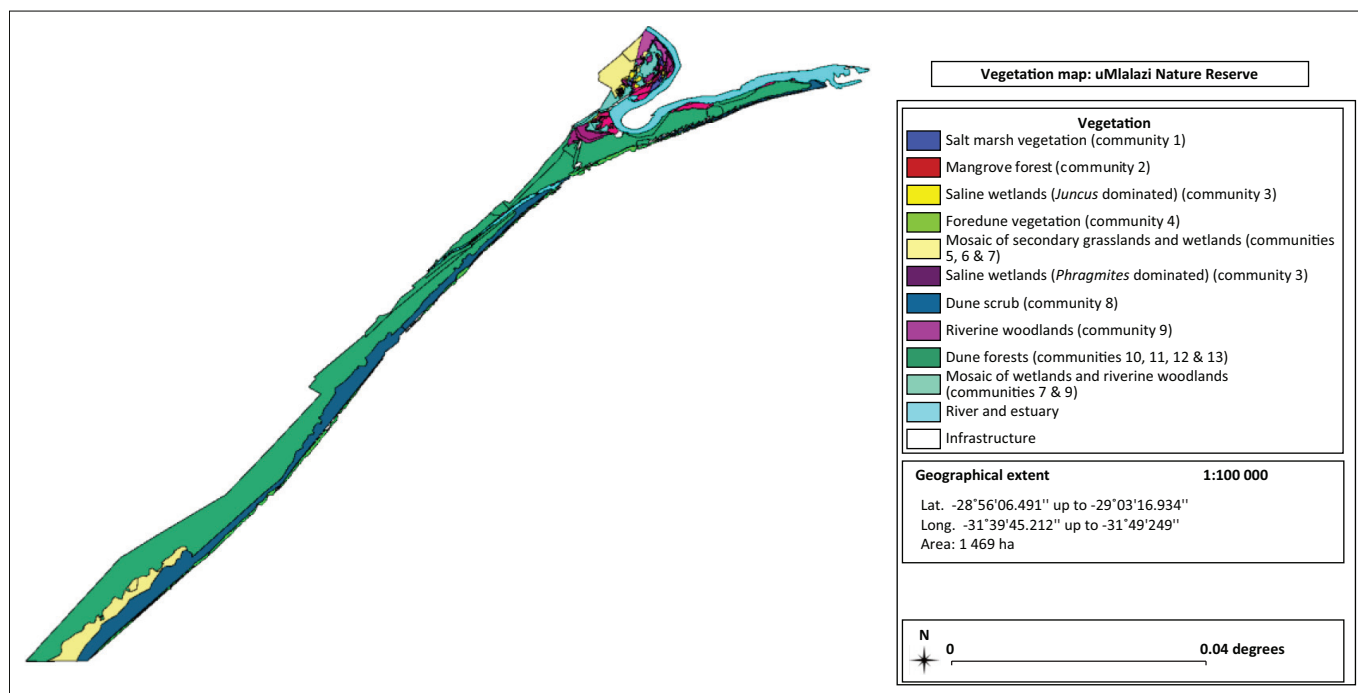 Vegetation map: uMlalazi Nature Reserve
Vegetation
Salt marsh vegetation (community 1)
Mangrove forest (community 2)
Saline wetlands (Juncus dominated) (community 3)
Foredune vegetation (community 4)
Mosaic of secondary grasslands and wetlands (communities
5, 6 & 7)
Saline wetlands (Phragmites dominated) (community 3)
Dune scrub (community 8)
Riverine woodlands (community 9)
Dune forests (communities 10, 11, 12 & 13)
Mosaic of wetlands and riverine woodlands
(communities 7 & 9)
River and estuary
Infrastructure
Geographical extent 1:100 000
Lat. -28˚56'06.491'' up to -29˚03'16.934''
Long. -31˚39'45.212'' up to -31˚49'249''
Area: 1 469 ha
N
0 0.04 degrees